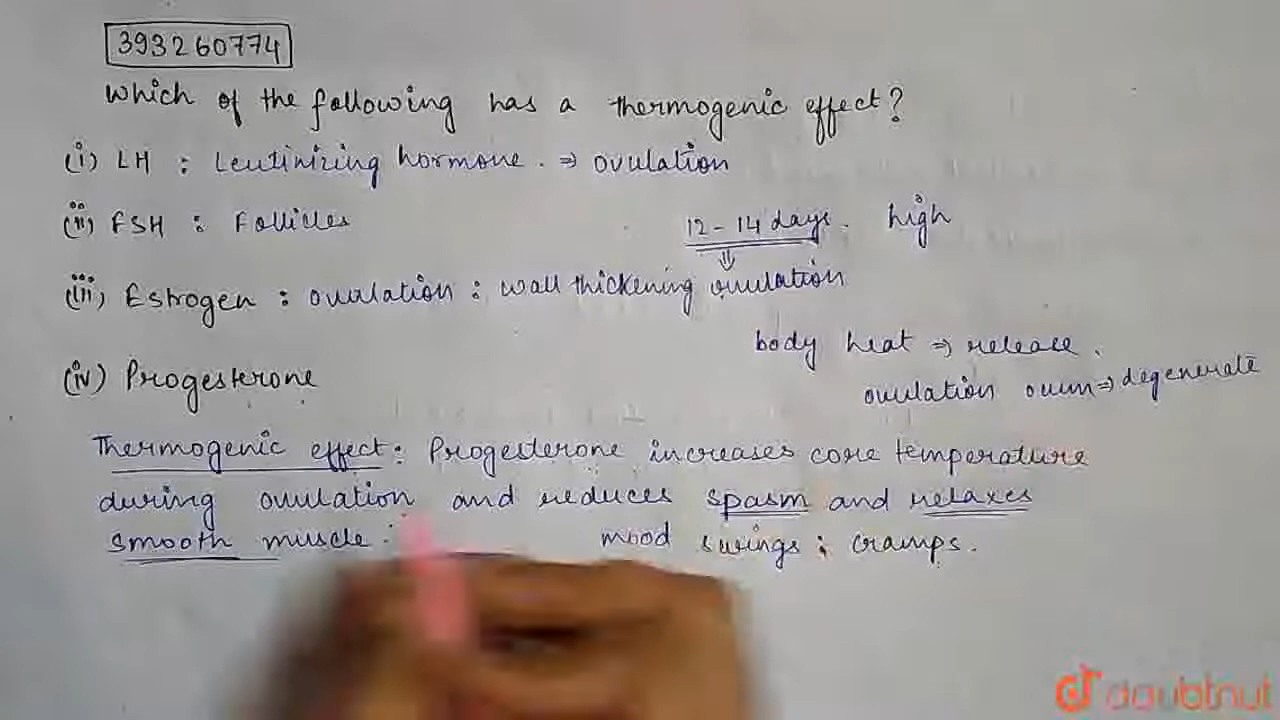 393260774
Which of the following has a thermogenic effect?
(i) LH : Leutinizing hormone. ⇒ ovulation
(ii) FSH : Follicles
12-14 days. high
⇓
(iii) Estrogen : ovulation : wall thickening ovulation
body heat ⇒ release.
(iv) Progesterone
ovulation ovum ⇒ degenerate
Thermogenic effect : Progesterone increases core temperature
during ovulation and reduces spasm and relaxes
smooth muscle : mood swings ; cramps.
doubtnut